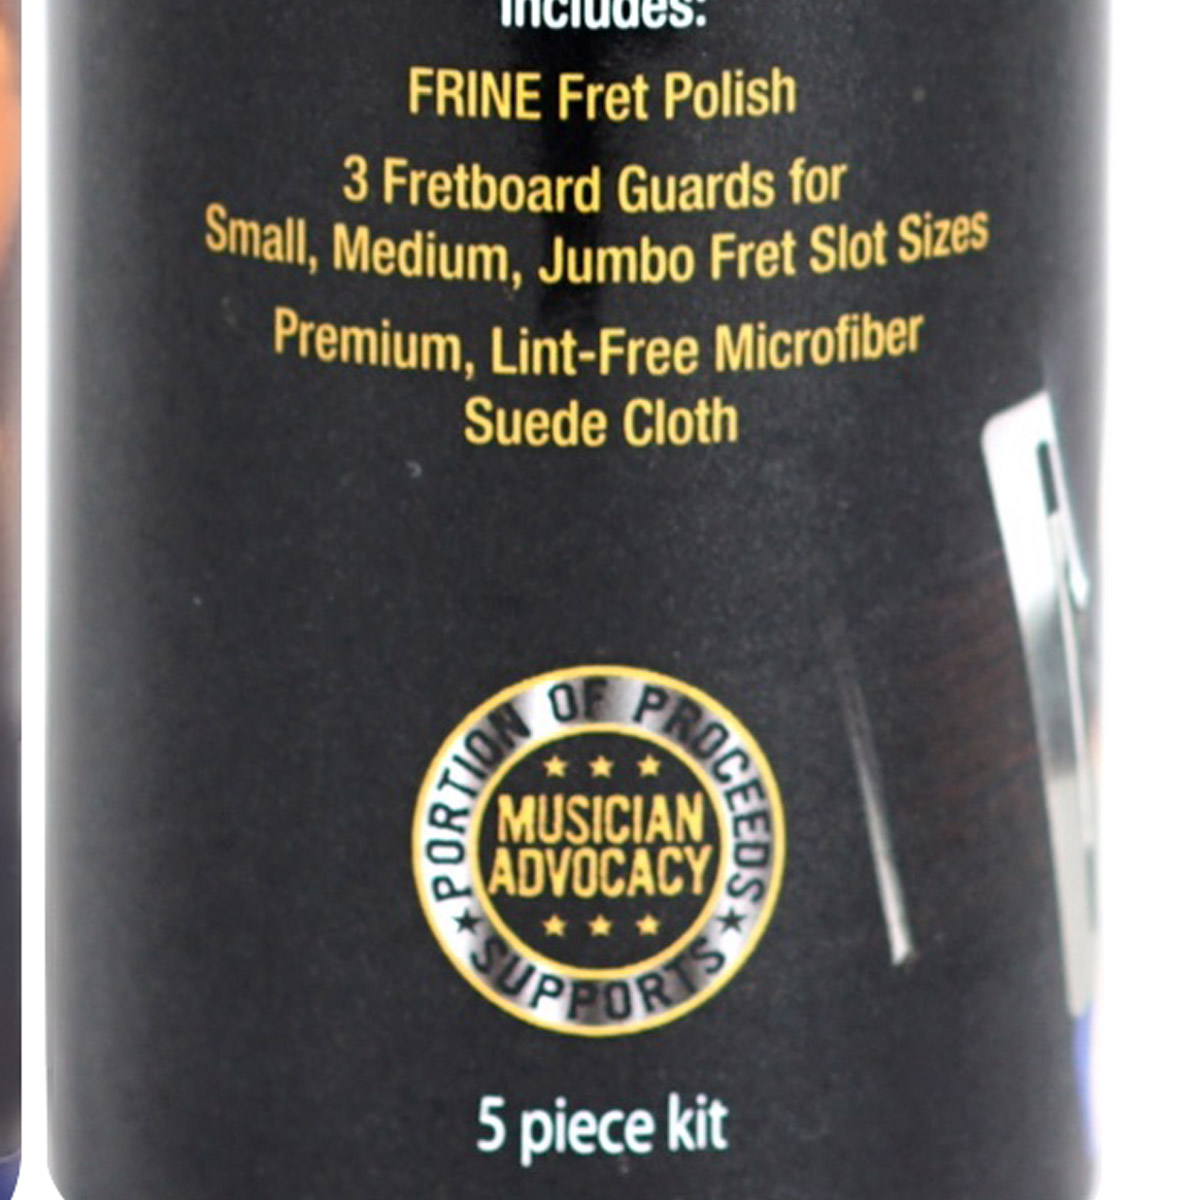 includes:
FRINE Fret Polish
3 Fretboard Guards for
Small, Medium, Jumbo Fret Slot Sizes
Premium, Lint-Free Microfiber
Suede Cloth
PORTION OF PROCEEDS
MUSICIAN
ADVOCACY
SUPPORTS
5 piece kit